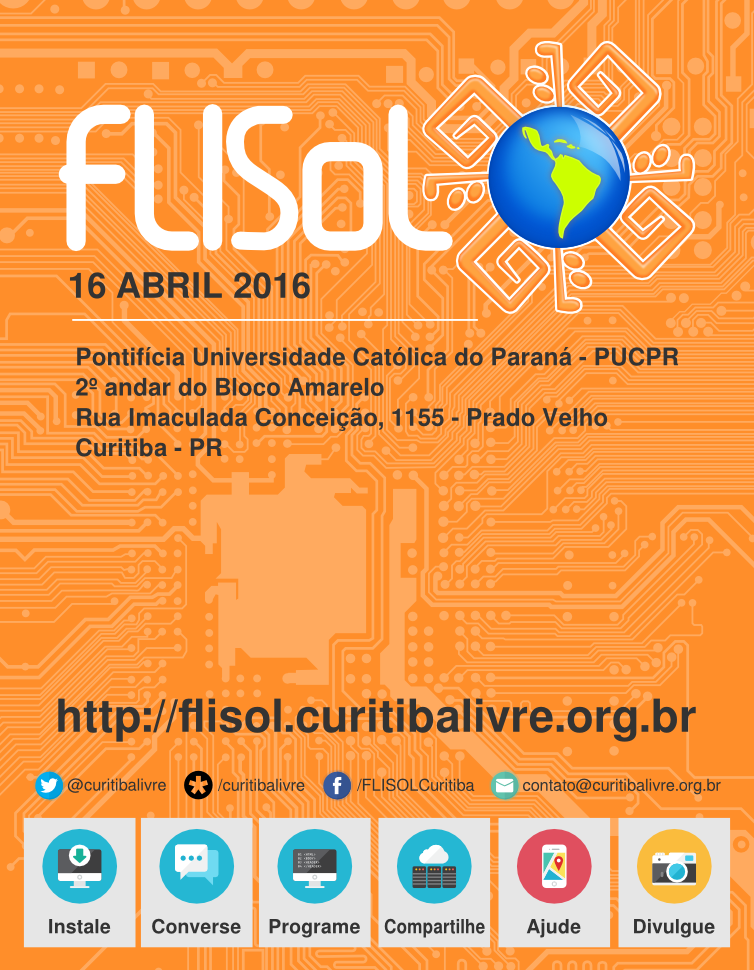 FLISoL
16 ABRIL 2016
Pontifícia Universidade Católica do Paraná - PUCPR
2º andar do Bloco Amarelo
Rua Imaculada Conceição, 1155 - Prado Velho
Curitiba - PR
http://flisol.curitibalivre.org.br
@curitibalivre /curitibalivre /FLISOLCuritiba contato@curitibalivre.org.br
Instale Converse Programe Compartilhe Ajude Divulgue